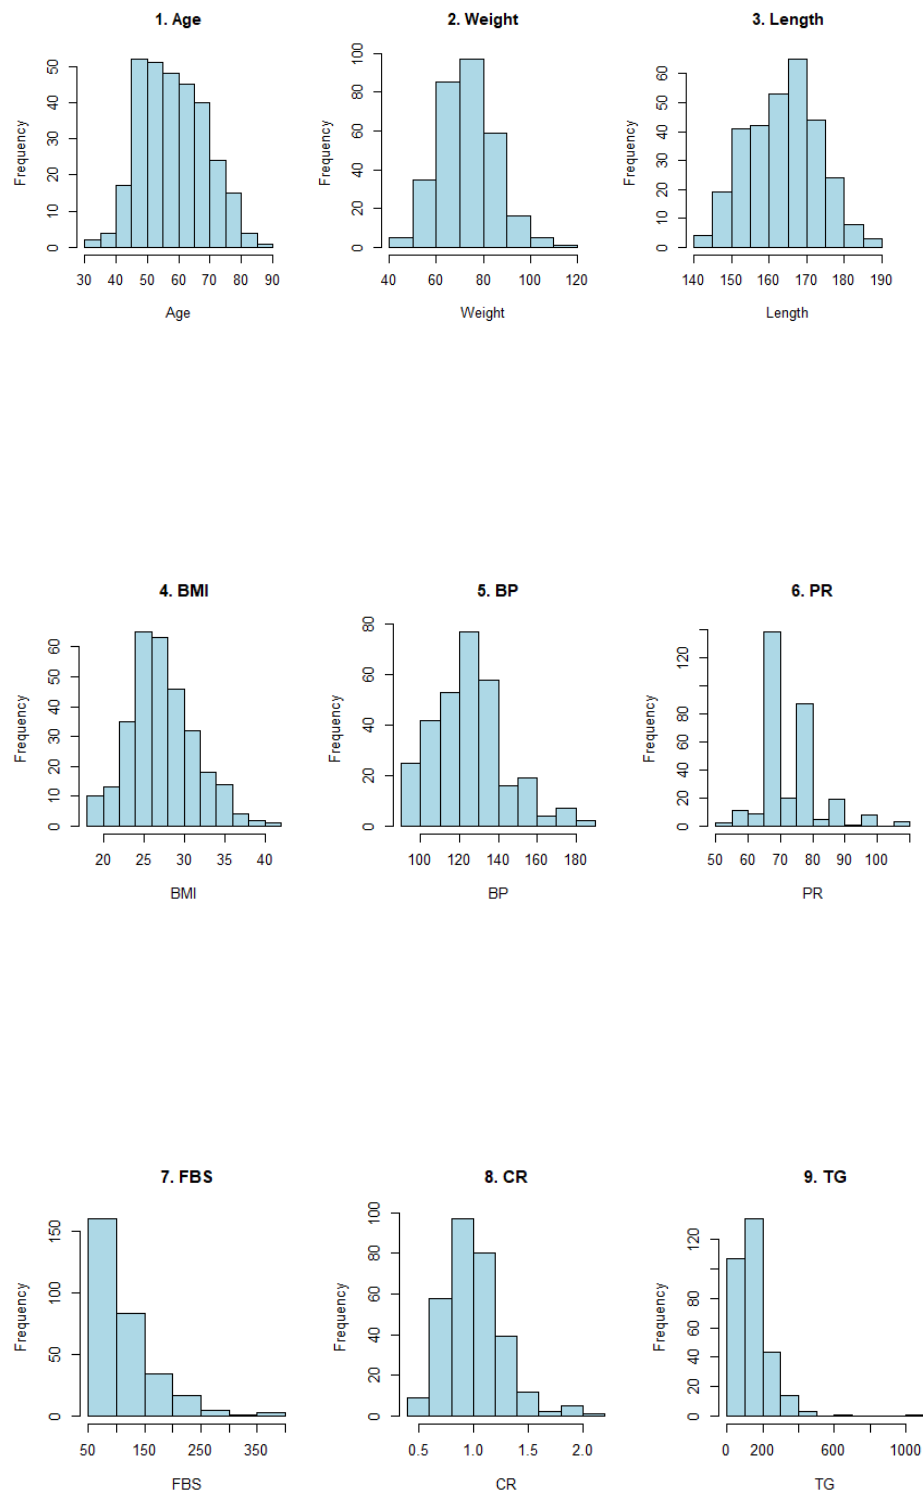 1. Age
2. Weight
3. Length
Frequency
0 10 20 30 40 50
30 40 50 60 70 80 90
Age
Frequency
0 20 40 60 80 100
40 60 80 100 120
Weight
Frequency
0 10 20 30 40 50 60
140 150 160 170 180 190
Length
4. BMI
5. BP
6. PR
Frequency
0 10 20 30 40 50 60
20 25 30 35 40
BMI
Frequency
0 20 40 60 80
100 120 140 160 180
BP
Frequency
0 20 40 60 80 120
50 60 70 80 90 100
PR
7. FBS
8. CR
9. TG
Frequency
0 50 100 150
50 150 250 350
FBS
Frequency
0 20 40 60 80 100
0.5 1.0 1.5 2.0
CR
Frequency
0 20 40 60 80 120
0 200 600 1000
TG